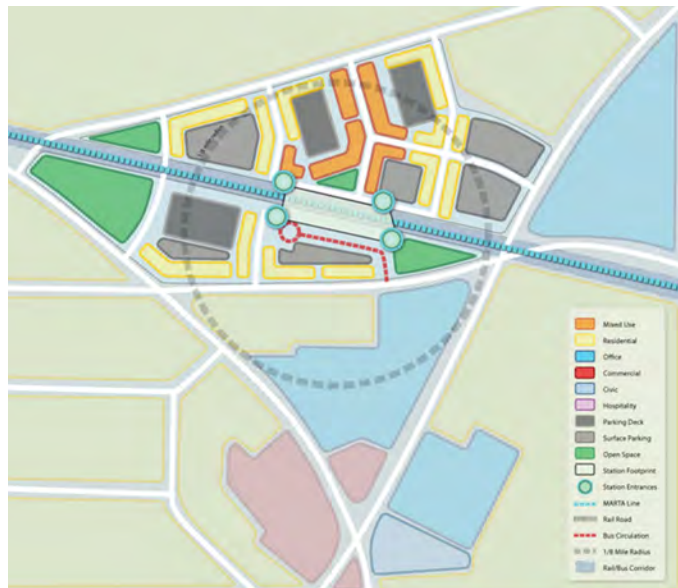 Mixed Use
Residential
Office
Commercial
Civic
Hospitality
Parking Deck
Surface Parking
Open Space
Station Footprint
Station Entrances
MARTA Line
Rail Road
Bus Circulation
1/8 Mile Radius
Rail/Bus Corridor